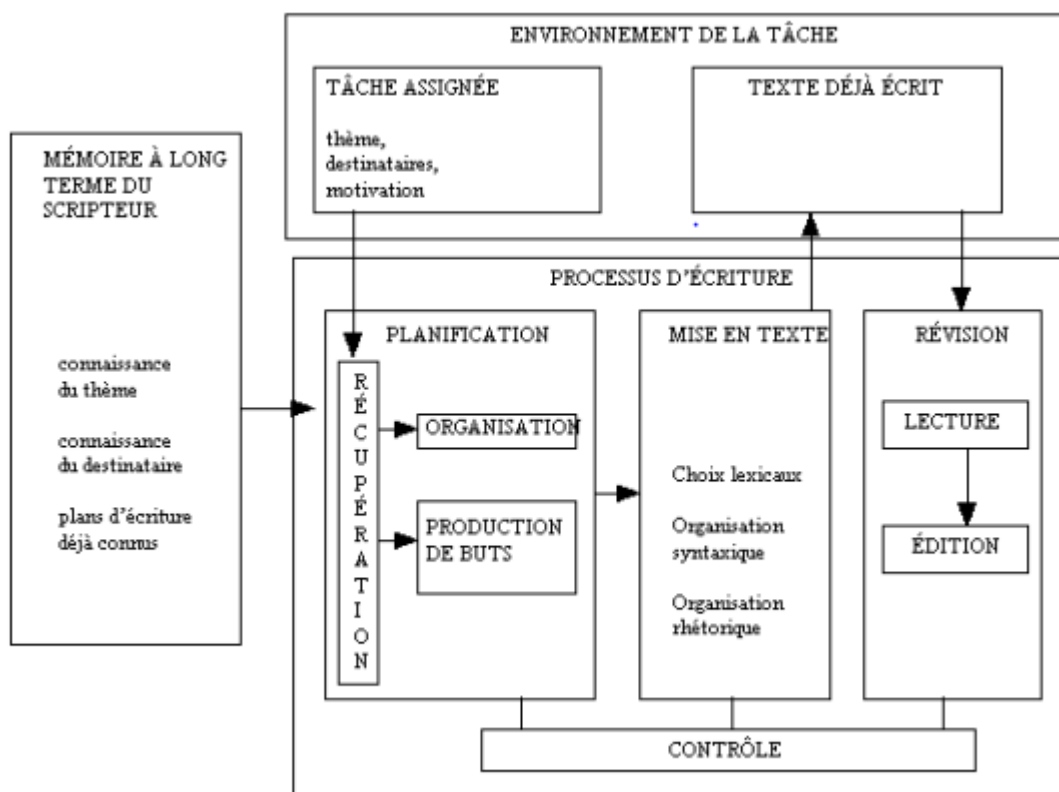 ENVIRONNEMENT DE LA TÂCHE
TÂCHE ASSIGNÉE
thème,
destinataires,
motivation
TEXTE DÉJÀ ÉCRIT
MÉMOIRE À LONG
TERME DU
SCRIPTEUR
connaissance
du thème
connaissance
du destinataire
plans d'écriture
déjà connus
PROCESSUS D'ÉCRITURE
PLANIFICATION
RÉCUPÉRATION
ORGANISATION
PRODUCTION
DE BUTS
MISE EN TEXTE
Choix lexicaux
Organisation
syntaxique
Organisation
rhétorique
RÉVISION
LECTURE
ÉDITION
CONTRÔLE